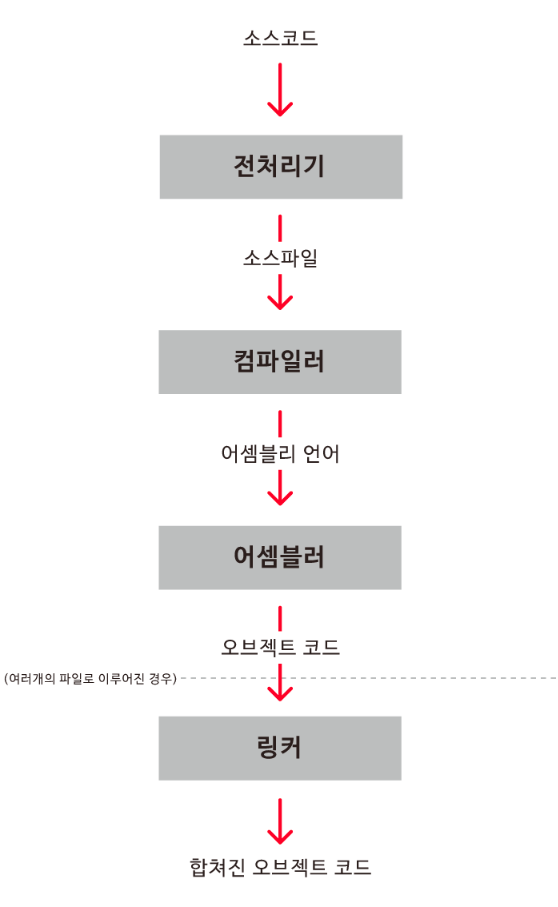 소스코드
전처리기
소스파일
컴파일러
어셈블리 언어
어셈블러
오브젝트 코드
(여러개의 파일로 이루어진 경우)
링커
합쳐진 오브젝트 코드